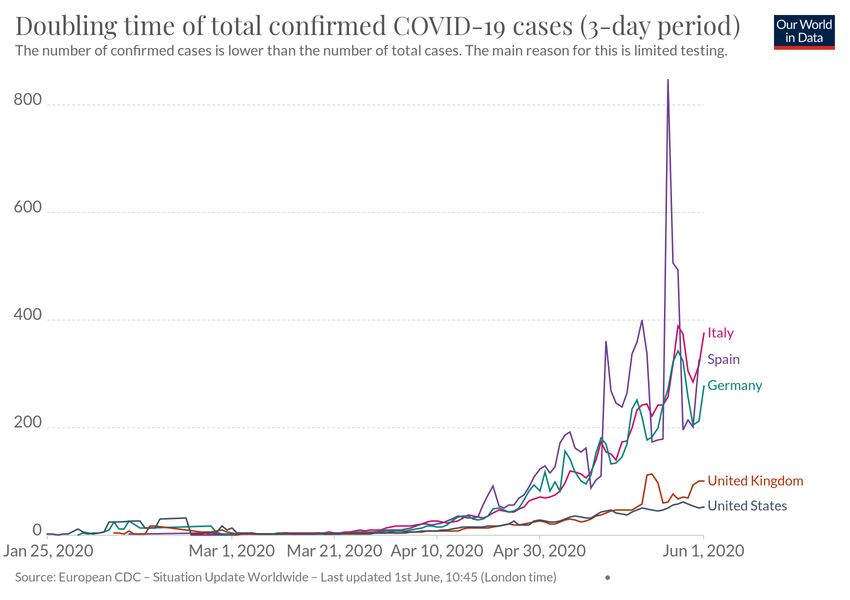 Doubling time of total confirmed COVID-19 cases (3-day period)
The number of confirmed cases is lower than the number of total cases. The main reason for this is limited testing.
Our World
in Data
800
600
400
200
0
Italy
Spain
Germany
United Kingdom
United States
Jan 25, 2020 Mar 1, 2020 Mar 21, 2020 Apr 10, 2020 Apr 30, 2020 Jun 1, 2020
Source: European CDC – Situation Update Worldwide – Last updated 1st June, 10:45 (London time) •